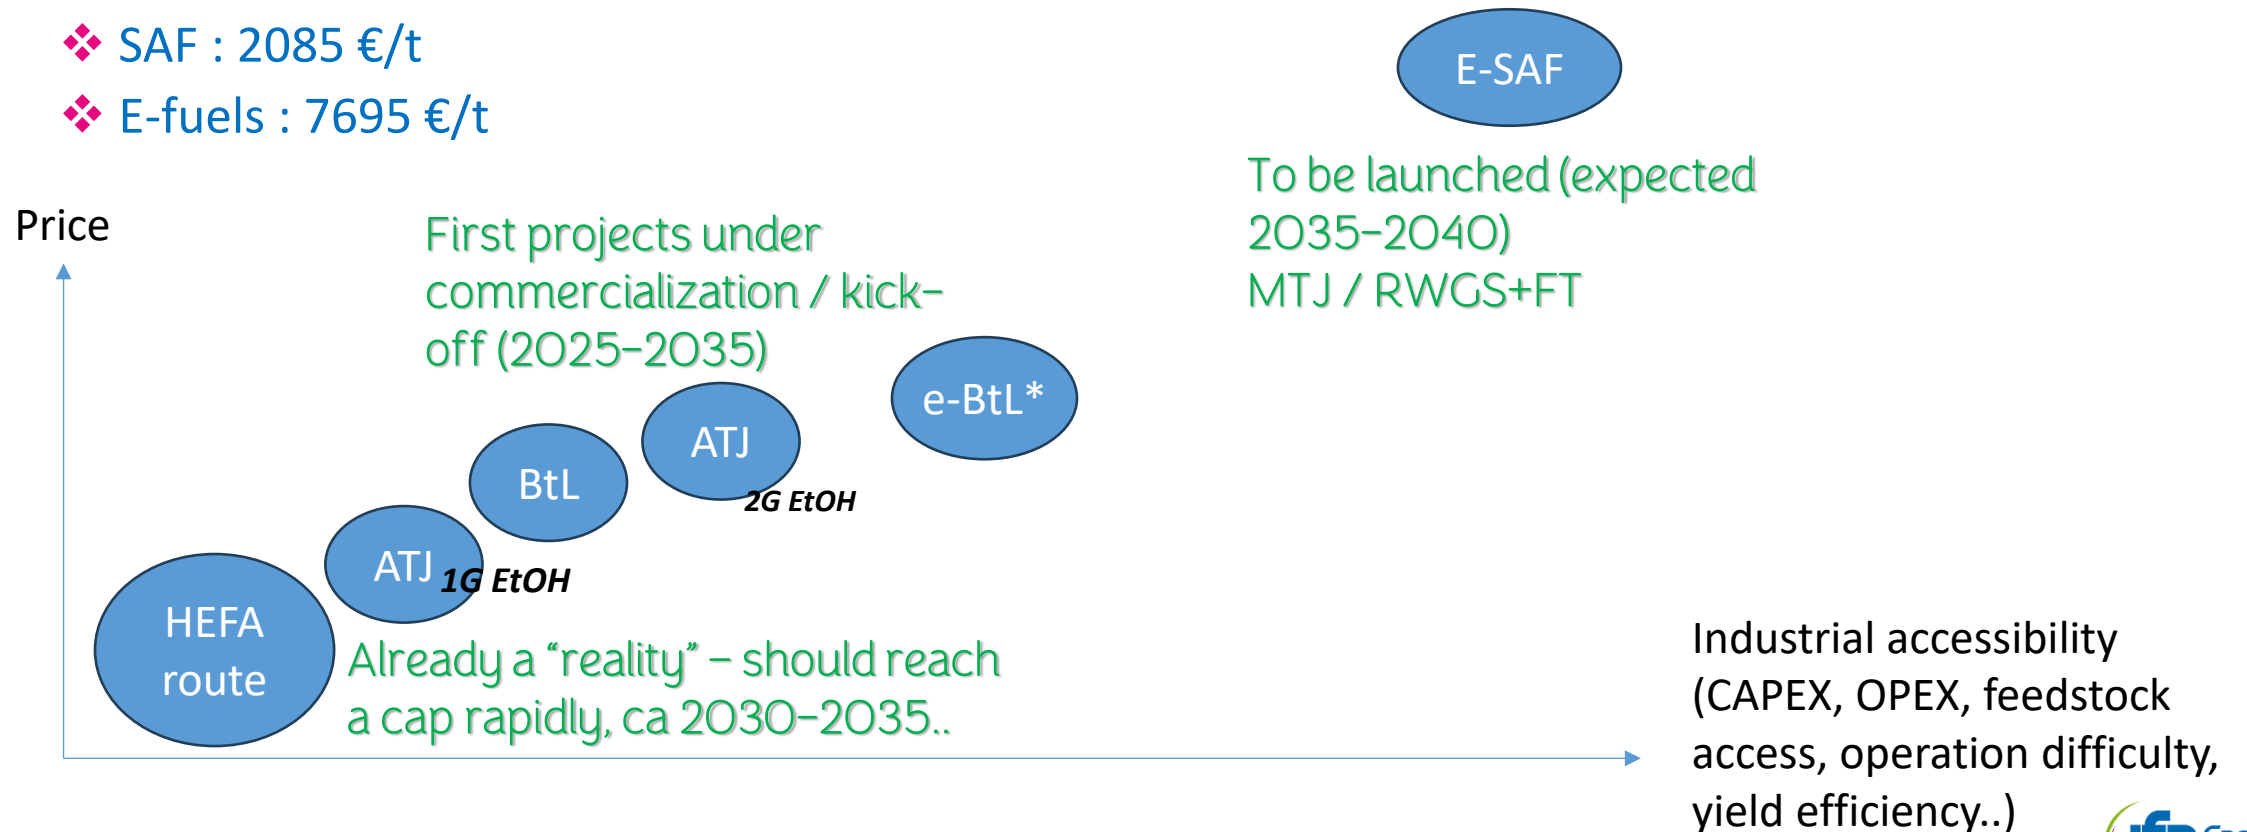 ❖ SAF : 2085 €/t
❖ E-fuels : 7695 €/t
E-SAF
To be launched (expected
2035-2040)
MTJ / RWGS+FT
Price
First projects under
commercialization / kick-
off (2025-2035)
e-BtL*
ATJ
2G EtOH
BtL
ATJ
1G EtOH
HEFA
route
Already a “reality” – should reach
a cap rapidly, ca 2030-2035..
Industrial accessibility
(CAPEX, OPEX, feedstock
access, operation difficulty,
yield efficiency..)